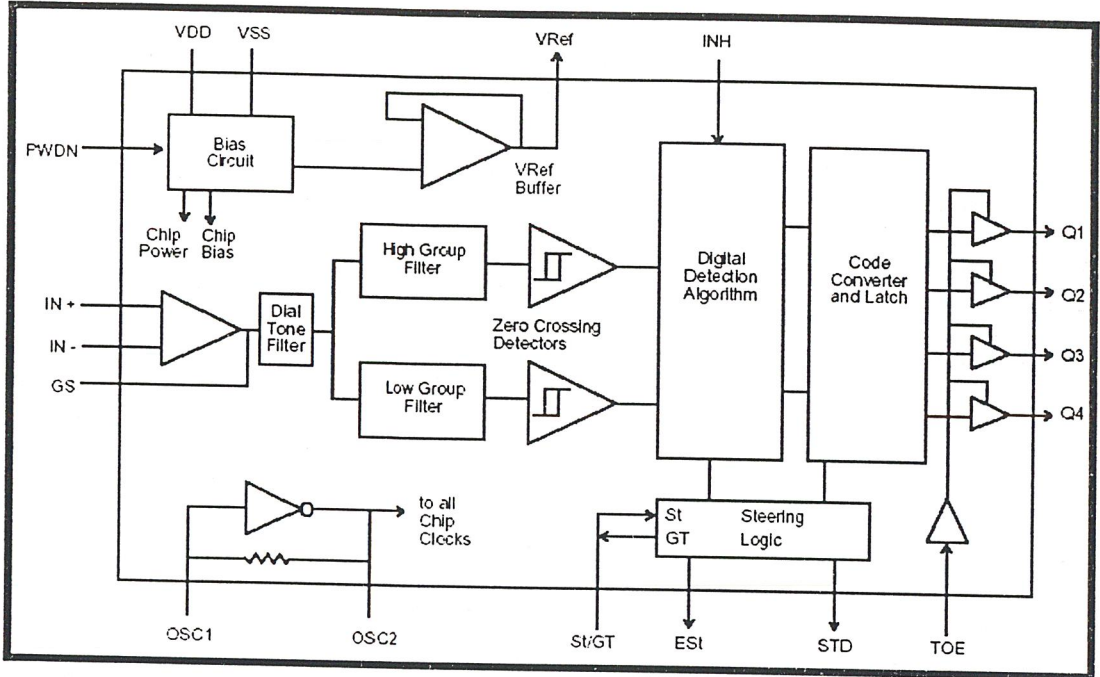 VDD
VSS
VRef
INH
PWDN
Bias
Circuit
VRef
Buffer
Chip
Power
Chip
Bias
High Group
Filter
Digital
Detection
Algorithm
Code
Converter
and Latch
Q1
Q2
Q3
Q4
IN +
IN -
GS
Dial
Tone
Filter
Zero Crossing
Detectors
Low Group
Filter
to all
Chip
Clocks
St
GT
Steering
Logic
OSC1
OSC2
St/GT
ESt
STD
TOE